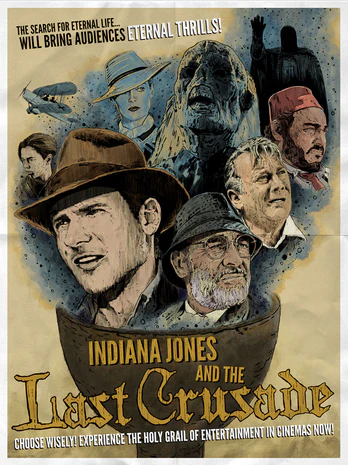 THE SEARCH FOR ETERNAL LIFE...
WILL BRING AUDIENCES ETERNAL THRILLS!
INDIANA JONES
AND THE
Last Crusade
CHOOSE WISELY! EXPERIENCE THE HOLY GRAIL OF ENTERTAINMENT IN CINEMAS NOW!